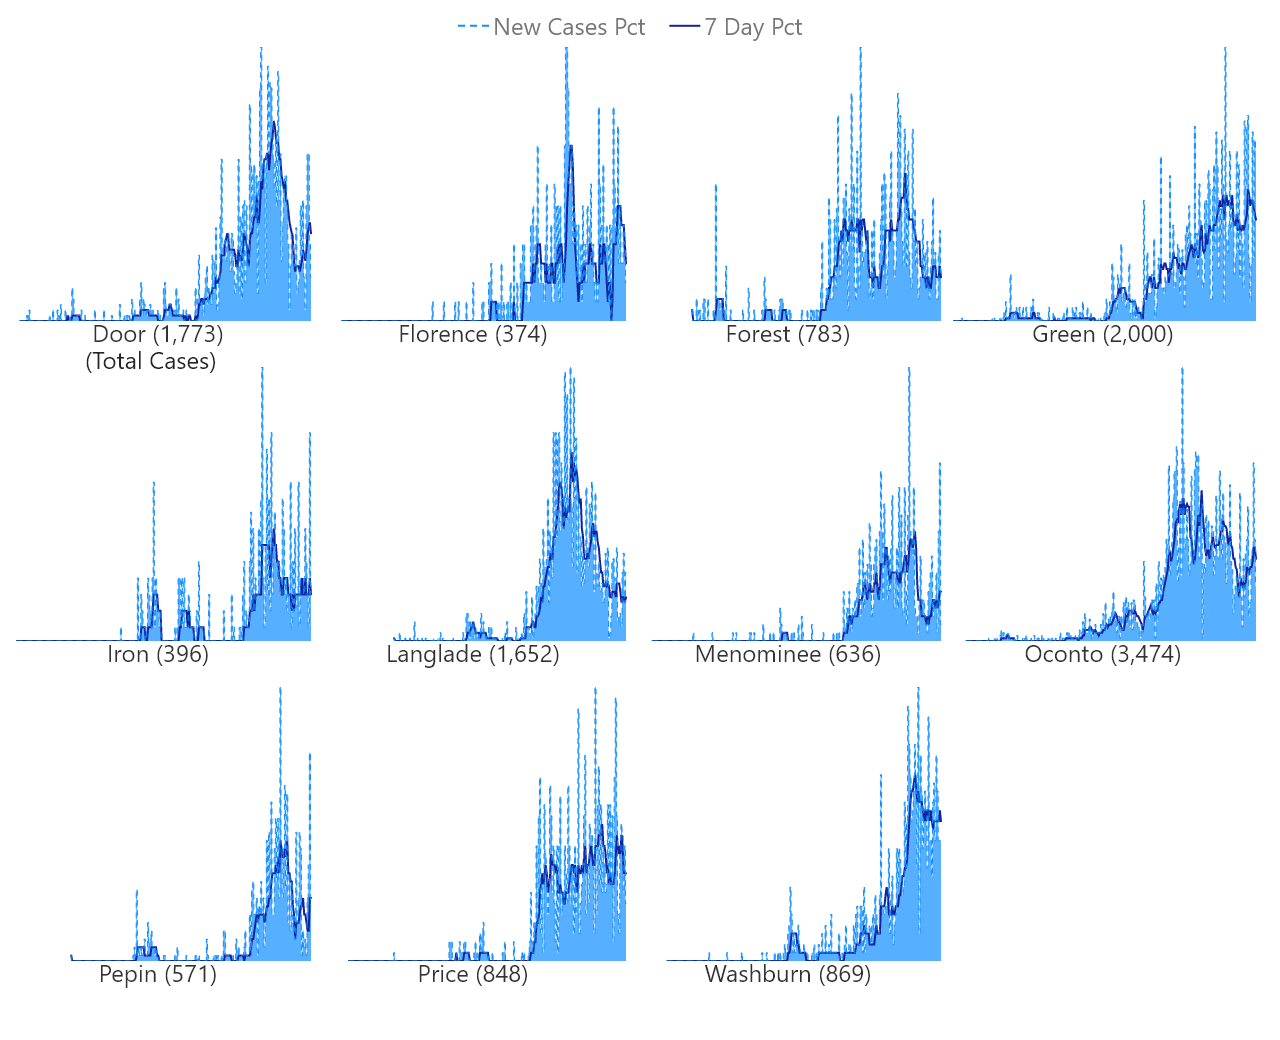 New Cases Pct 7 Day Pct
Door (1,773) Florence (374) Forest (783) Green (2,000)
(Total Cases)
Iron (396) Langlade (1,652) Menominee (636) Oconto (3,474)
Pepin (571) Price (848) Washburn (869)